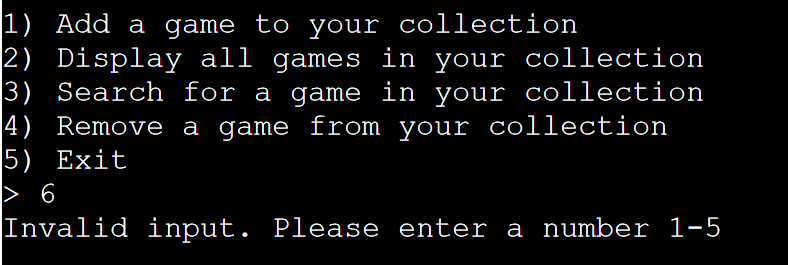 1) Add a game to your collection
2) Display all games in your collection
3) Search for a game in your collection
4) Remove a game from your collection
5) Exit
> 6
Invalid input. Please enter a number 1-5